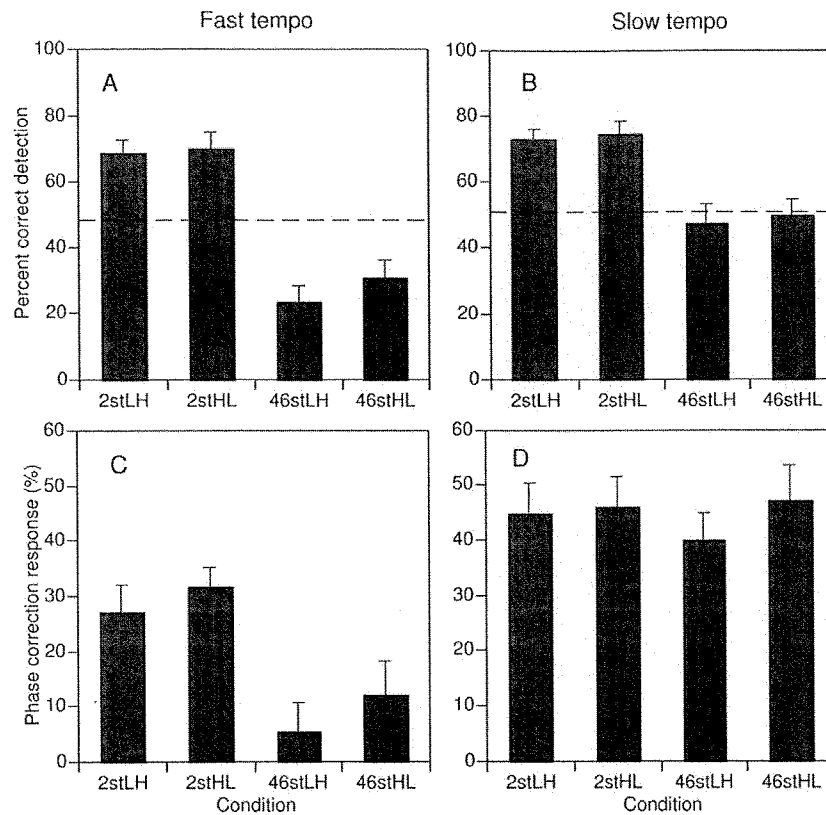 Fast tempo
Slow tempo
Percent correct detection
100
80
60
40
20
0
A
2stLH 2stHL 46stLH 46stHL
100
80
60
40
20
0
B
2stLH 2stHL 46stLH 46stHL
Phase correction response (%)
60
50
40
30
20
10
0
C
2stLH 2stHL 46stLH 46stHL
Condition
60
50
40
30
20
10
0
D
2stLH 2stHL 46stLH 46stHL
Condition